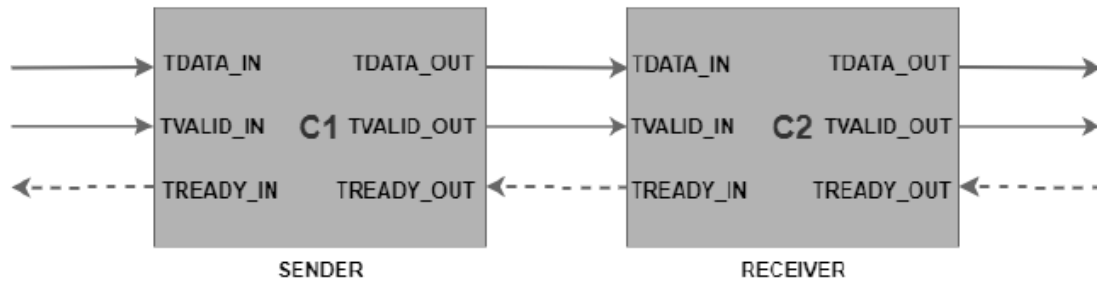 TDATA_IN TDATA_OUT TDATA_IN TDATA_OUT
TVALID_IN C1 TVALID_OUT TVALID_IN C2 TVALID_OUT
TREADY_IN TREADY_OUT TREADY_IN TREADY_OUT
SENDER RECEIVER